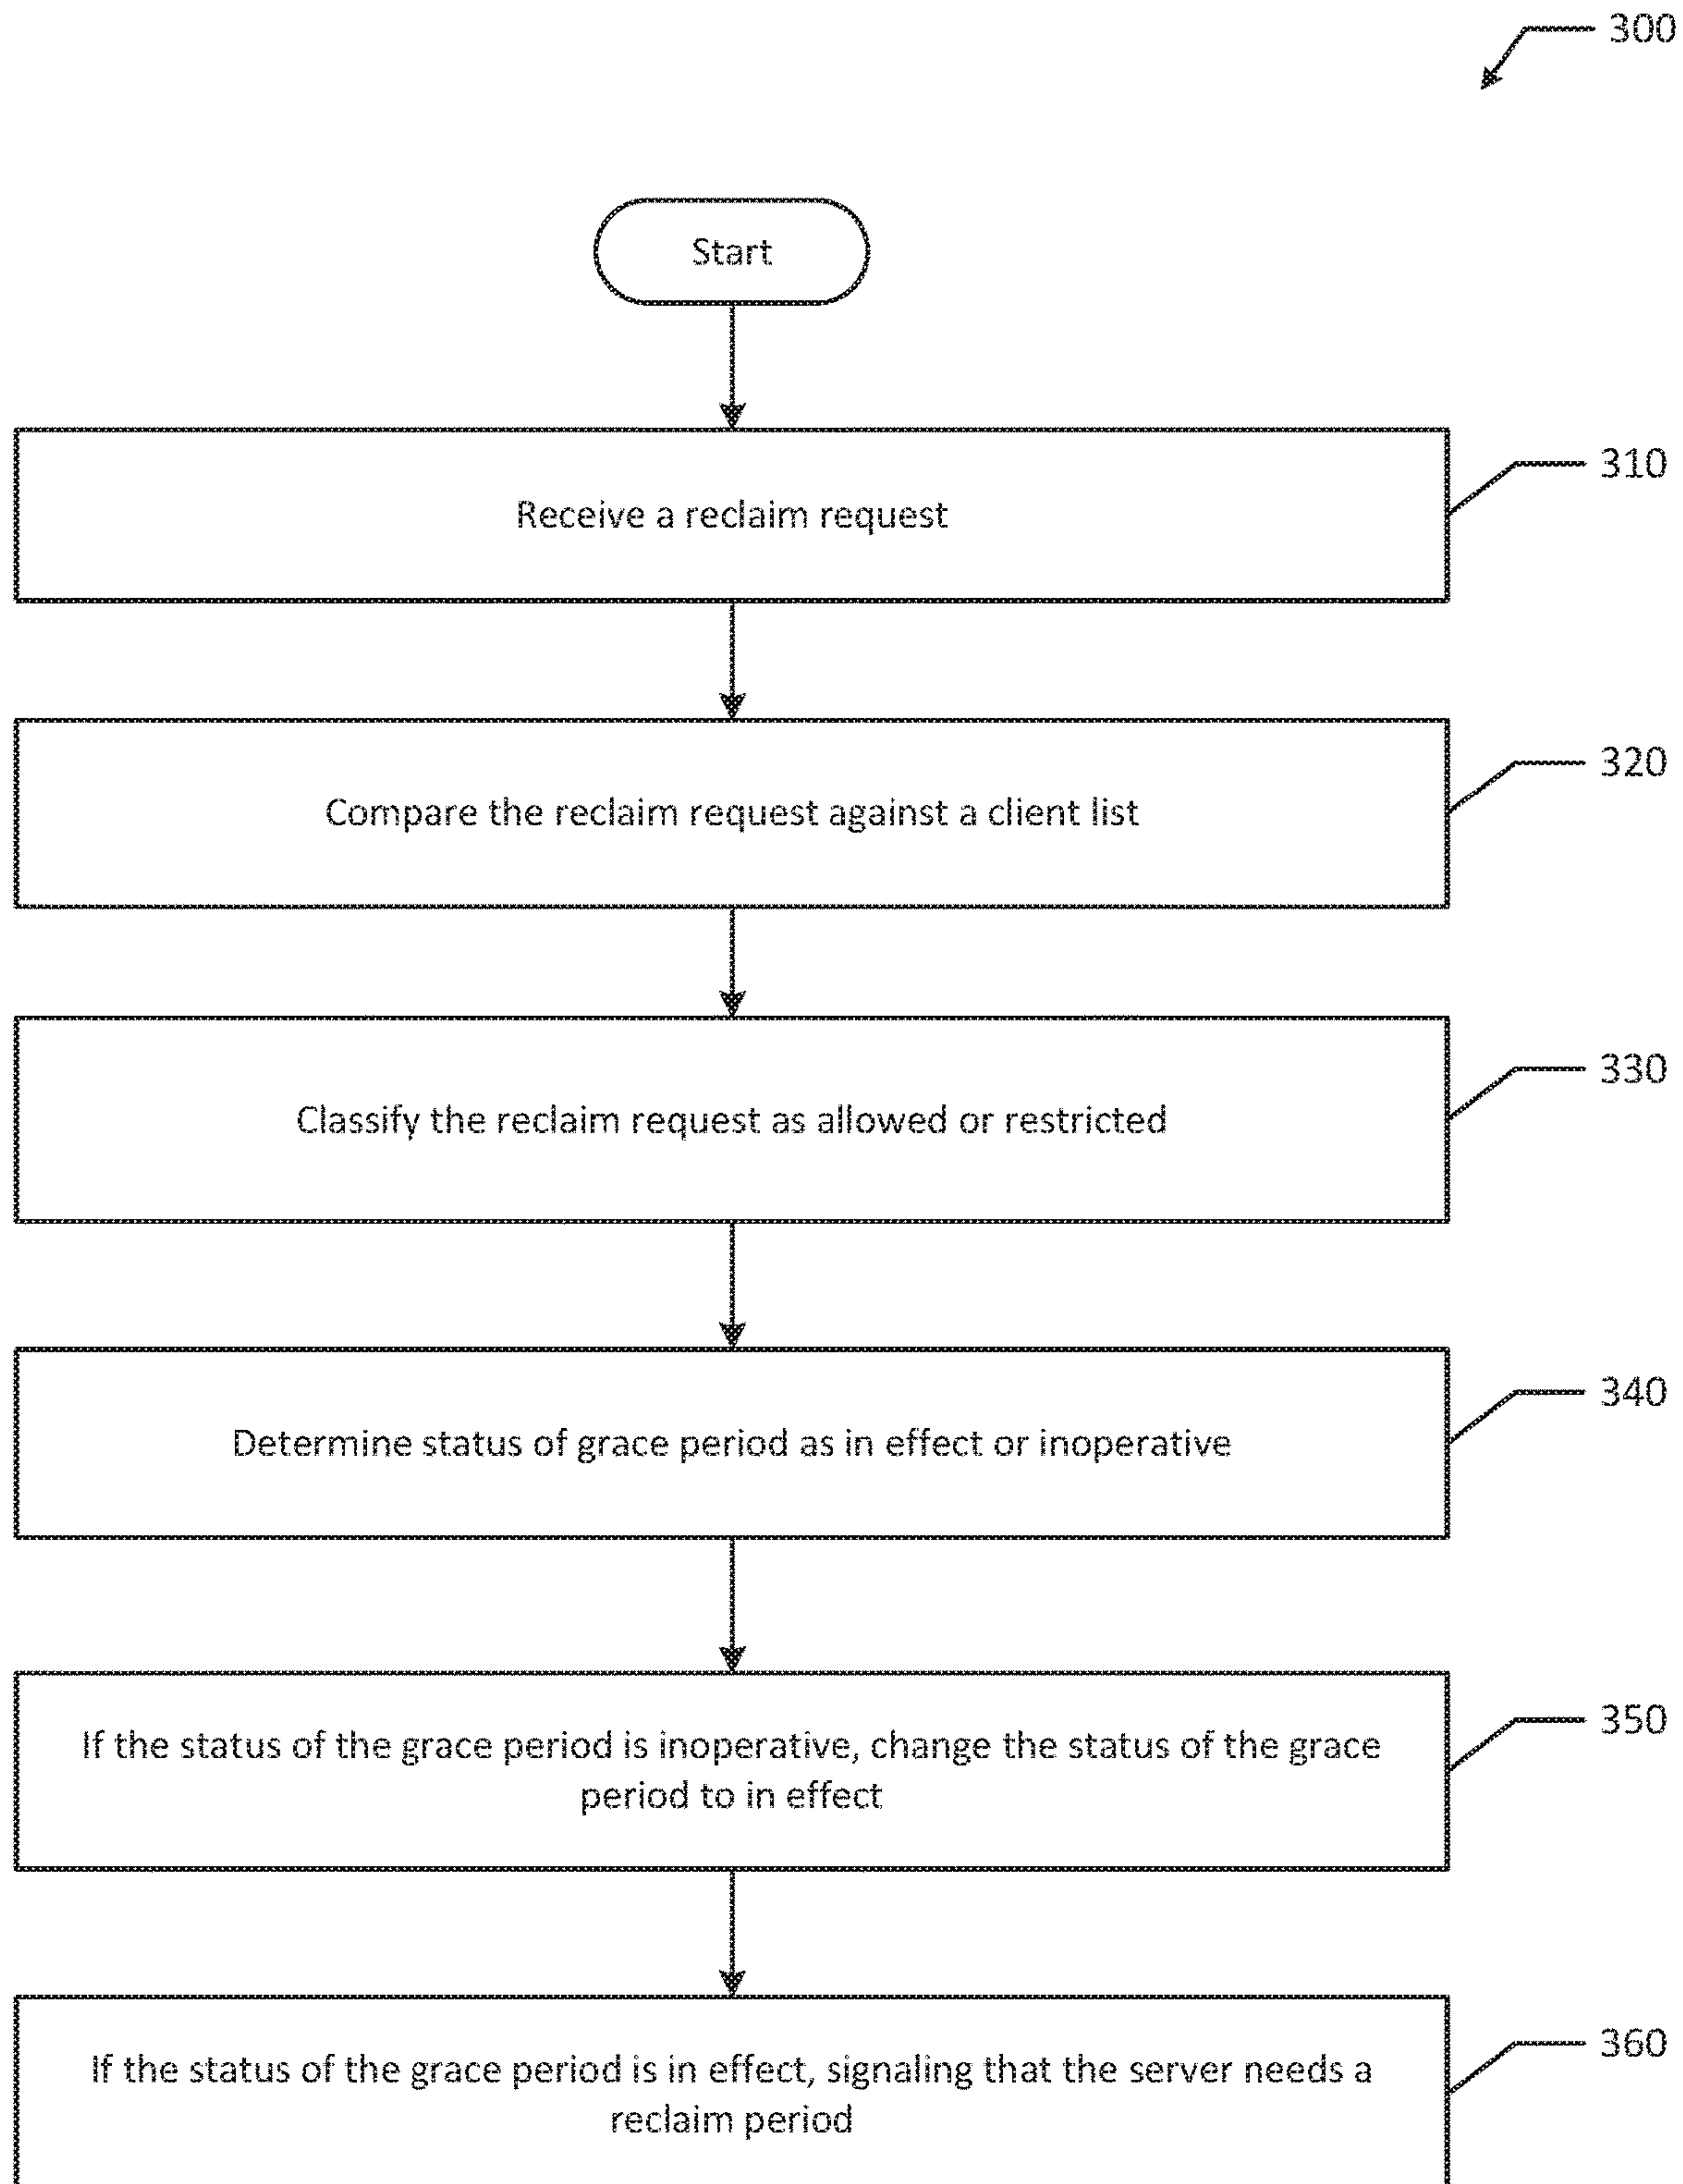 300
Start
310
Receive a reclaim request
320
Compare the reclaim request against a client list
330
Classify the reclaim request as allowed or restricted
340
Determine status of grace period as in effect or inoperative
350
If the status of the grace period is inoperative, change the status of the grace
period to in effect
360
If the status of the grace period is in effect, signaling that the server needs a
reclaim period